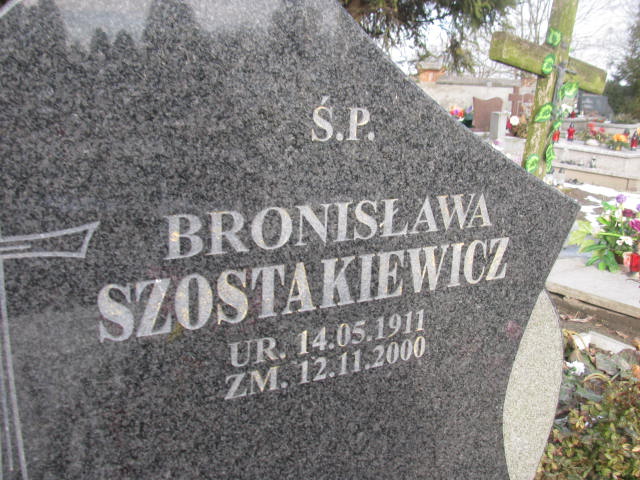 Ś.P.
BRONISŁAWA
SZOSTAKIEWICZ
UR. 14.05.1911
ZM. 12.11.2000